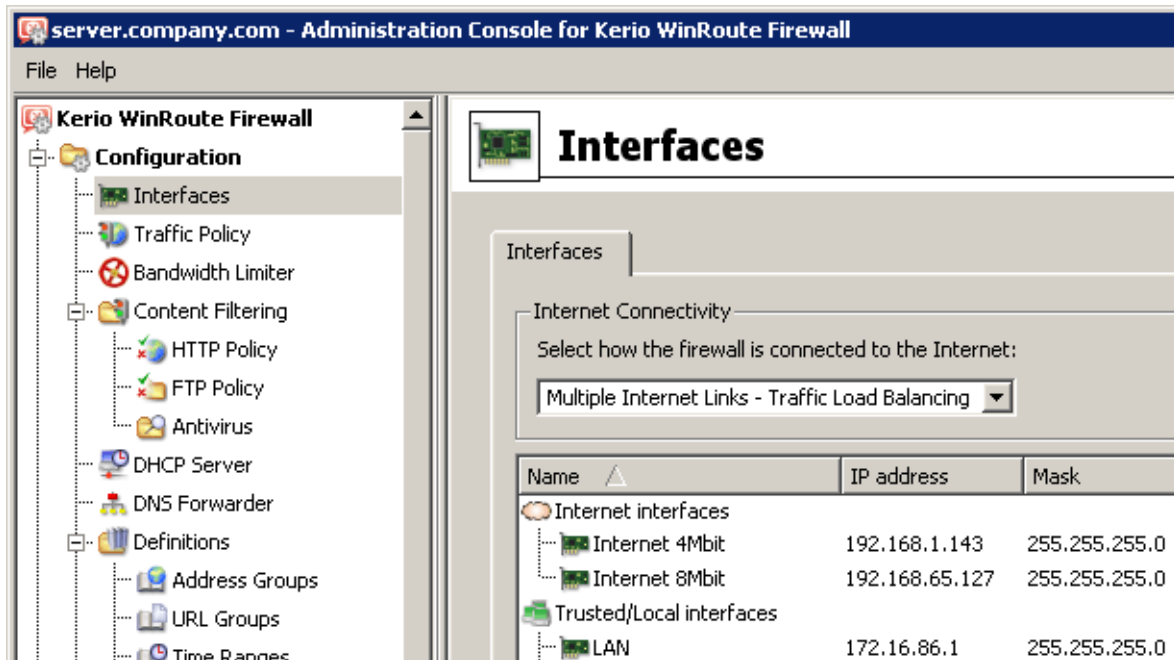 server.company.com - Administration Console for Kerio WinRoute Firewall
File Help
Kerio WinRoute Firewall
Configuration
Interfaces
Traffic Policy
Bandwidth Limiter
Content Filtering
HTTP Policy
FTP Policy
Antivirus
DHCP Server
DNS Forwarder
Definitions
Address Groups
URL Groups
Time Ranges
Interfaces
Interfaces
Internet Connectivity
Select how the firewall is connected to the Internet:
Multiple Internet Links - Traffic Load Balancing
Name IP address Mask
Internet interfaces
Internet 4Mbit 192.168.1.143 255.255.255.0
Internet 8Mbit 192.168.65.127 255.255.255.0
Trusted/Local interfaces
LAN 172.16.86.1 255.255.255.0